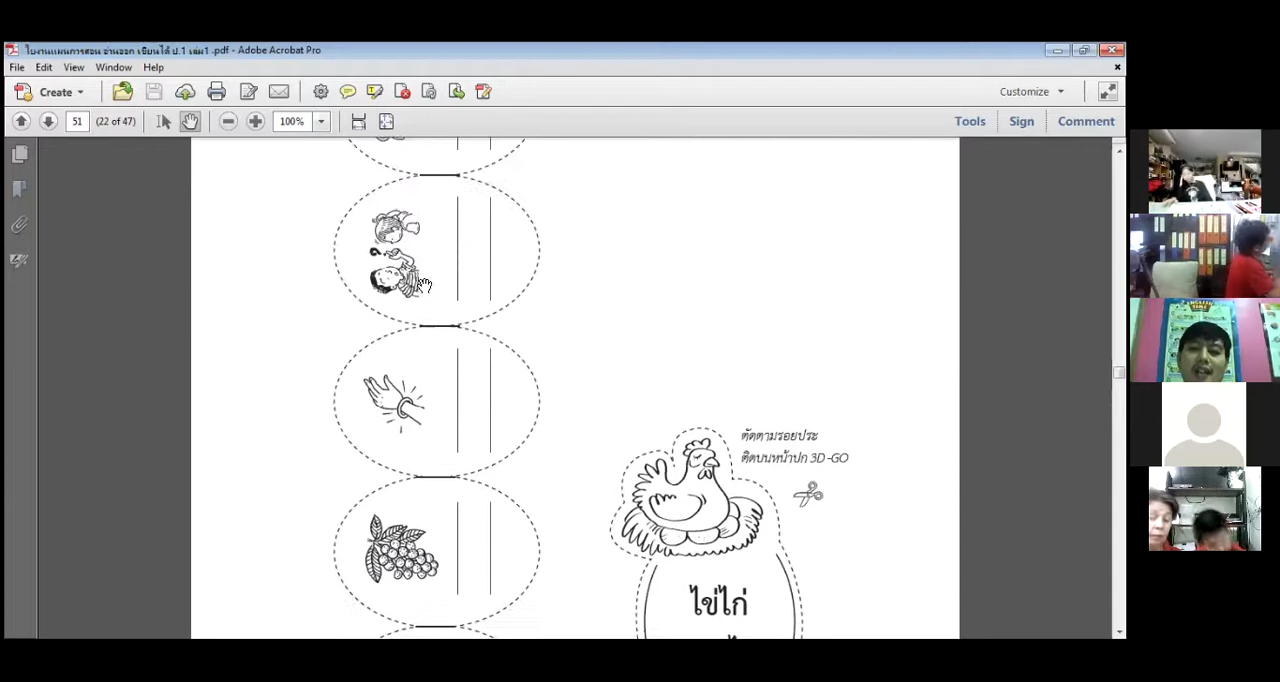 ใบงานแผนการสอน อ่านออก เขียนได้ ป.1 เล่ม1 .pdf - Adobe Acrobat Pro
File Edit View Window Help
Create Customize
51 (22 of 47) 100% Tools Sign Comment
ตัดตามรอยประ
ติดบนหน้าปก 3D-GO
ไข่ไก่